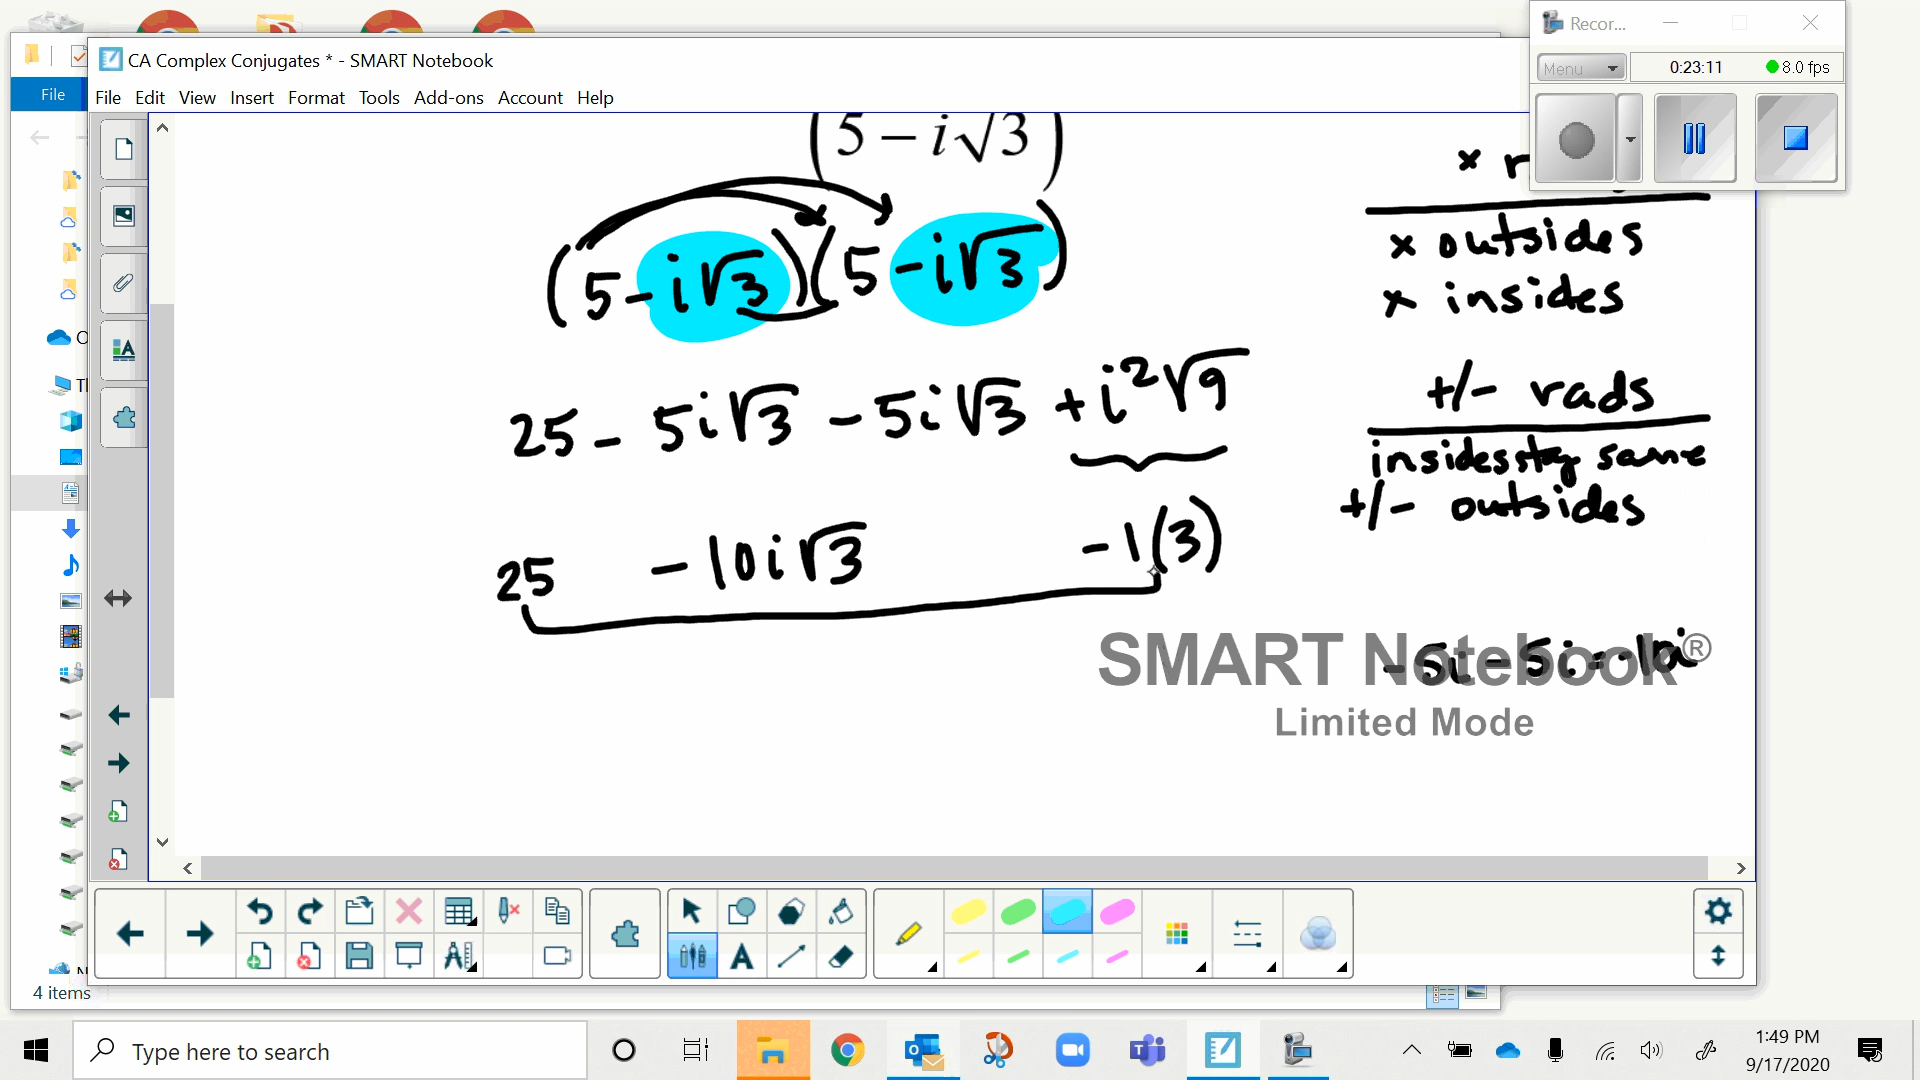 Recor...
CA Complex Conjugates * - SMART Notebook
File
Menu
0:23:11
8.0 fps
File Edit View Insert Format Tools Add-ons Account Help
(5 − i√3)
× r
× outsides
× insides
(5 - i√3)(5 - i√3)
25 - 5i√3 - 5i√3 + i²√9
+/- rads
insides stay same
+/- outsides
25 - 10i√3 - 1(3)
-5i - 5i = -10i
SMART Notebook®
Limited Mode
4 items
Type here to search
1:49 PM
9/17/2020